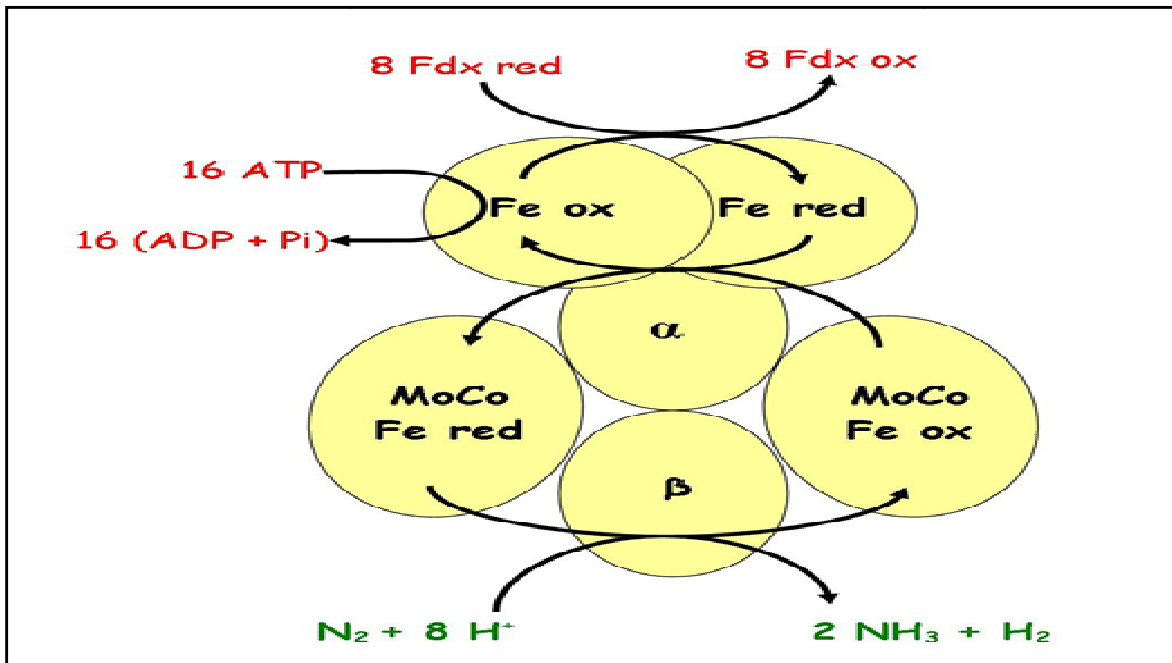 8 Fdx red
8 Fdx ox
16 ATP
16 (ADP + Pi)
Fe ox
Fe red
α
MoCo
Fe red
MoCo
Fe ox
β
N₂ + 8 H⁺
2 NH₃ + H₂